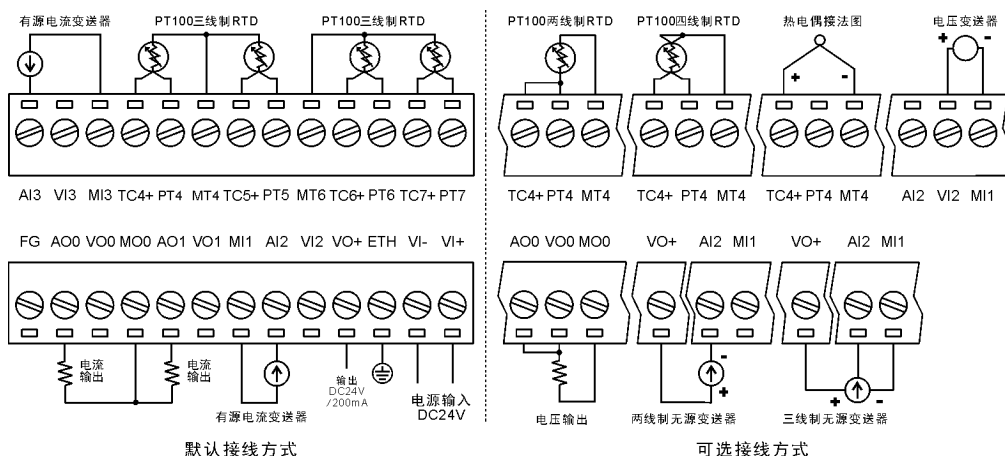 有源电流变送器 PT100三线制RTD PT100三线制RTD PT100两线制RTD PT100四线制RTD 热电偶接法图 电压变送器
+ - + -
AI3 VI3 MI3 TC4+ PT4 MT4 TC5+ PT5 MT6 TC6+ PT6 TC7+ PT7 TC4+ PT4 MT4 TC4+ PT4 MT4 TC4+ PT4 MT4 AI2 VI2 MI1
FG AO0 VO0 MO0 AO1 VO1 MI1 AI2 VI2 VO+ ETH VI- VI+ AO0 VO0 MO0 VO+ AI2 MI1 VO+ AI2 MI1
电流
输出
电流
输出
有源电流变送器
输出
DC24V
/200mA
电源输入
DC24V
电压输出
-
+
两线制无源变送器
+ -
三线制无源变送器
默认接线方式 可选接线方式